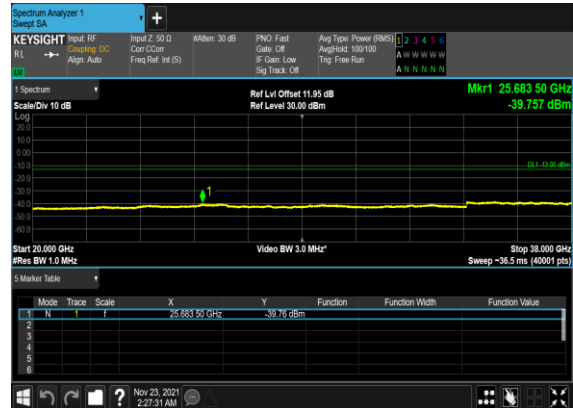 Spectrum Analyzer 1
Swept SA
KEYSIGHT Input: RF Input Z: 50 Ω #Atten: 30 dB PNO: Fast Avg Type: Power (RMS) 1 2 3 4 5 6
RL Coupling: DC Corr CCorr Gate: Off Avg|Hold: 100/100 A W W W W W
Align: Auto Freq Ref: Int (S) IF Gain: Low Trig: Free Run
Sig Track: Off A N N N N N
1 Spectrum Ref Lvl Offset 11.95 dB Mkr1 25.683 50 GHz
Scale/Div 10 dB Ref Level 30.00 dBm -39.757 dBm
Log
20.0
10.0
0.00
-10.0 DL1 -13.00 dBm
-20.0
-30.0
-40.0 1
-50.0
-60.0
Start 20.000 GHz Video BW 3.0 MHz* Stop 38.000 GHz
#Res BW 1.0 MHz Sweep ~36.5 ms (40001 pts)
5 Marker Table
Mode Trace Scale X Y Function Function Width Function Value
1 N 1 f 25.683 50 GHz -39.76 dBm
2
3
4
5
6
? Nov 23, 2021
2:27:31 AM